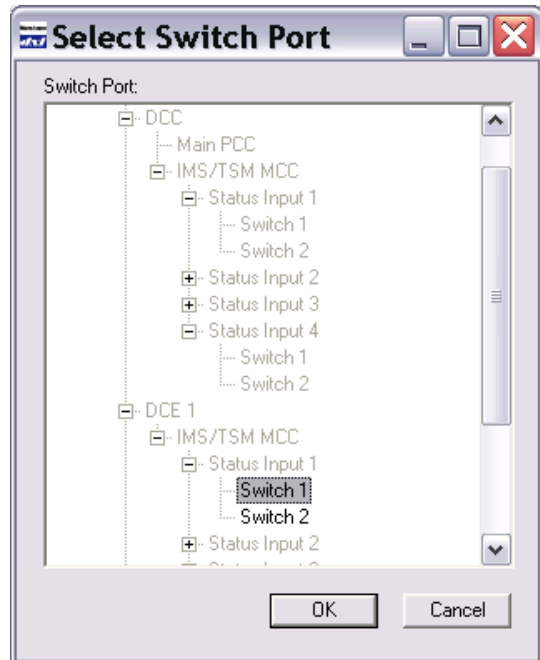 Select Switch Port
Switch Port:
DCC
Main PCC
IMS/TSM MCC
Status Input 1
Switch 1
Switch 2
Status Input 2
Status Input 3
Status Input 4
Switch 1
Switch 2
DCE 1
IMS/TSM MCC
Status Input 1
Switch 1
Switch 2
Status Input 2
OK Cancel